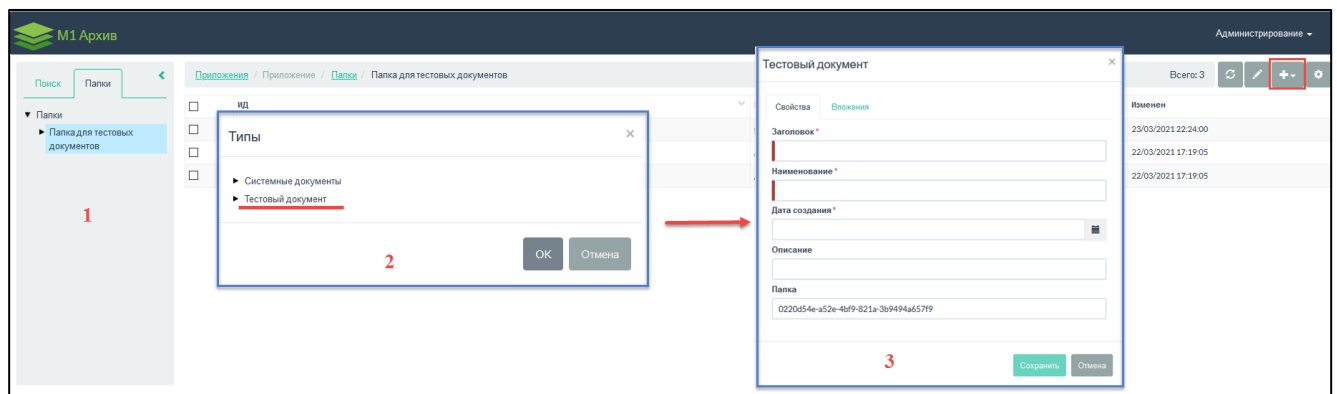 М1 Архив
Администрирование
Поиск
Папки
Папки
Папка для тестовых
документов
1
Приложения / Приложение / Папки / Папка для тестовых документов
Всего: 3
ид
Изменен
23/03/2021 22:24:00
22/03/2021 17:19:05
22/03/2021 17:19:05
Типы
Системные документы
Тестовый документ
OK
Отмена
2
Тестовый документ
Свойства
Вложения
Заголовок *
Наименование *
Дата создания *
Описание
Папка
0220d54e-a52e-4bf9-821a-3b9494a657f9
3
Сохранить
Отмена